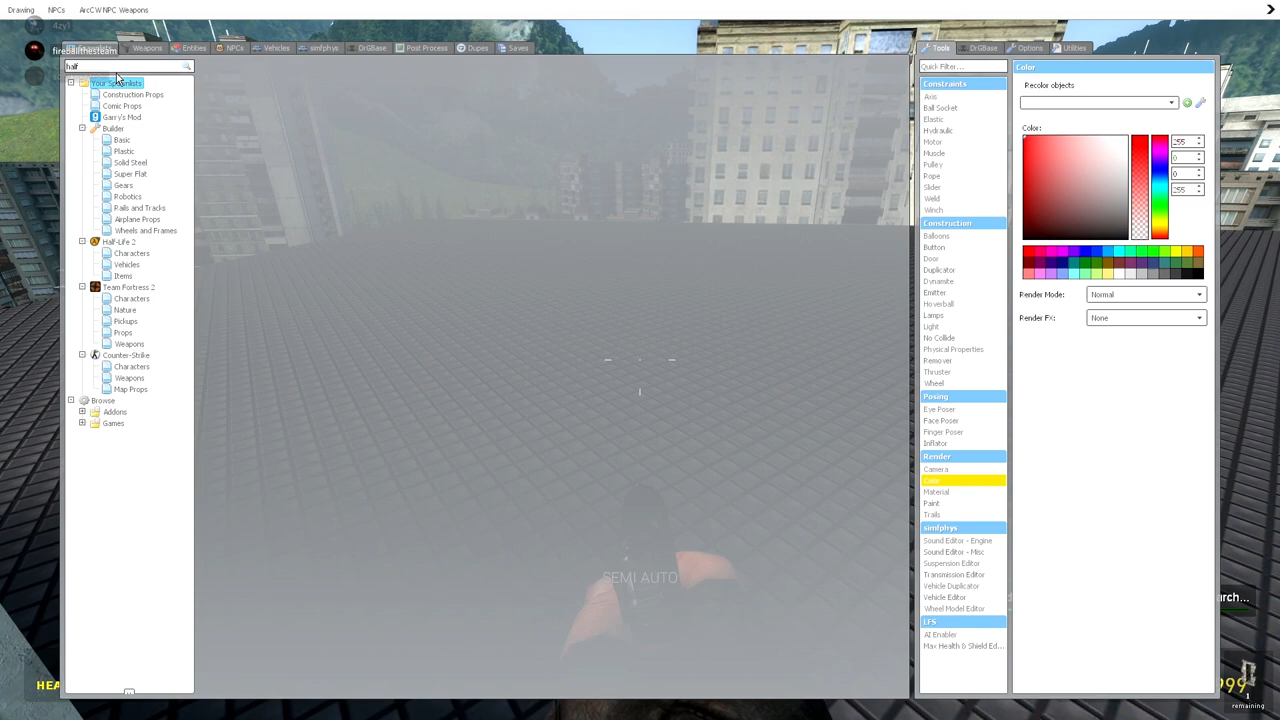 Drawing NPCs ArcCW NPC Weapons
4zy1
fireballthesteam
Weapons Entities NPCs Vehicles simfphys DrGBase Post Process Dupes Saves
Tools DrGBase Options Utilities
half
Your Spawnlists
Construction Props
Comic Props
Garry's Mod
Builder
Basic
Plastic
Solid Steel
Super Flat
Gears
Robotics
Rails and Tracks
Airplane Props
Wheels and Frames
Half-Life 2
Characters
Vehicles
Items
Team Fortress 2
Characters
Nature
Pickups
Props
Weapons
Counter-Strike
Characters
Weapons
Map Props
Browse
Addons
Games
SEMI AUTO
Quick Filter...
Constraints
Axis
Ball Socket
Elastic
Hydraulic
Motor
Muscle
Pulley
Rope
Slider
Weld
Winch
Construction
Balloons
Button
Door
Duplicator
Dynamite
Emitter
Hoverball
Lamps
Light
No Collide
Physical Properties
Remover
Thruster
Wheel
Posing
Eye Poser
Face Poser
Finger Poser
Inflator
Render
Camera
Color
Material
Paint
Trails
simfphys
Sound Editor - Engine
Sound Editor - Misc
Suspension Editor
Transmission Editor
Vehicle Duplicator
Vehicle Editor
Wheel Model Editor
LFS
AI Enabler
Max Health & Shield Ed...
Color
Recolor objects
Color:
255
0
0
255
Render Mode: Normal
Render FX: None
arch...
HEA
999
1
remaining